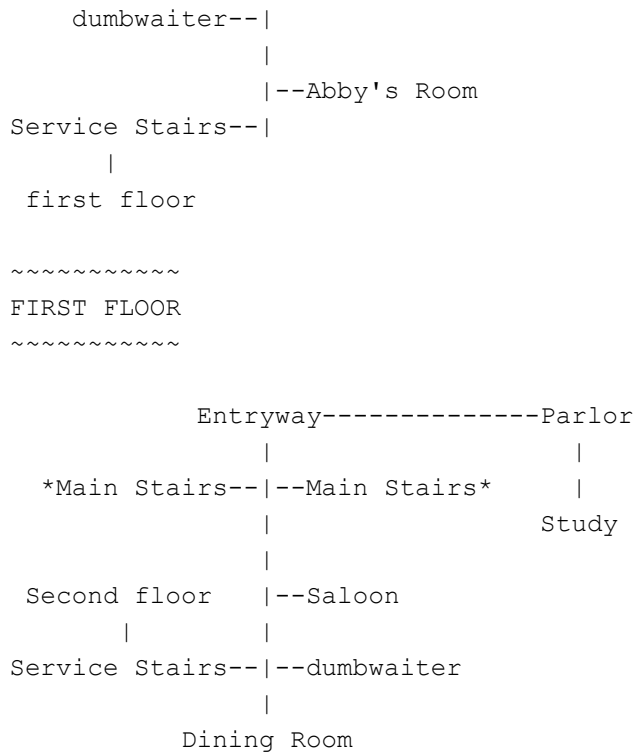 dumbwaiter--|
                |
                |--Abby's Room
Service Stairs--|
      |
 first floor

~~~~~~~~~~~
FIRST FLOOR
~~~~~~~~~~~

            Entryway--------------Parlor
                |                   |
  *Main Stairs--|--Main Stairs*     |
                |                 Study
                |
 Second floor   |--Saloon
       |        |
Service Stairs--|--dumbwaiter
                |
           Dining Room